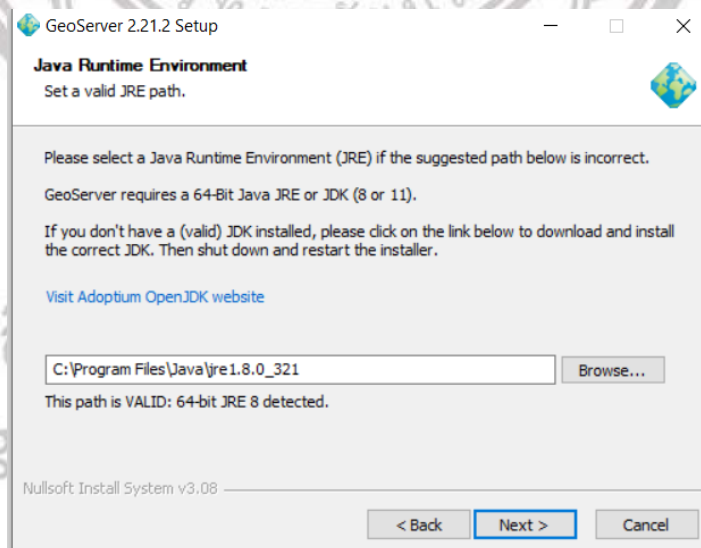 GeoServer 2.21.2 Setup
Java Runtime Environment
Set a valid JRE path.
Please select a Java Runtime Environment (JRE) if the suggested path below is incorrect.
GeoServer requires a 64-Bit Java JRE or JDK (8 or 11).
If you don't have a (valid) JDK installed, please click on the link below to download and install
the correct JDK. Then shut down and restart the installer.
Visit Adoptium OpenJDK website
C:\Program Files\Java\jre1.8.0_321
Browse...
This path is VALID: 64-bit JRE 8 detected.
Nullsoft Install System v3.08
< Back Next > Cancel